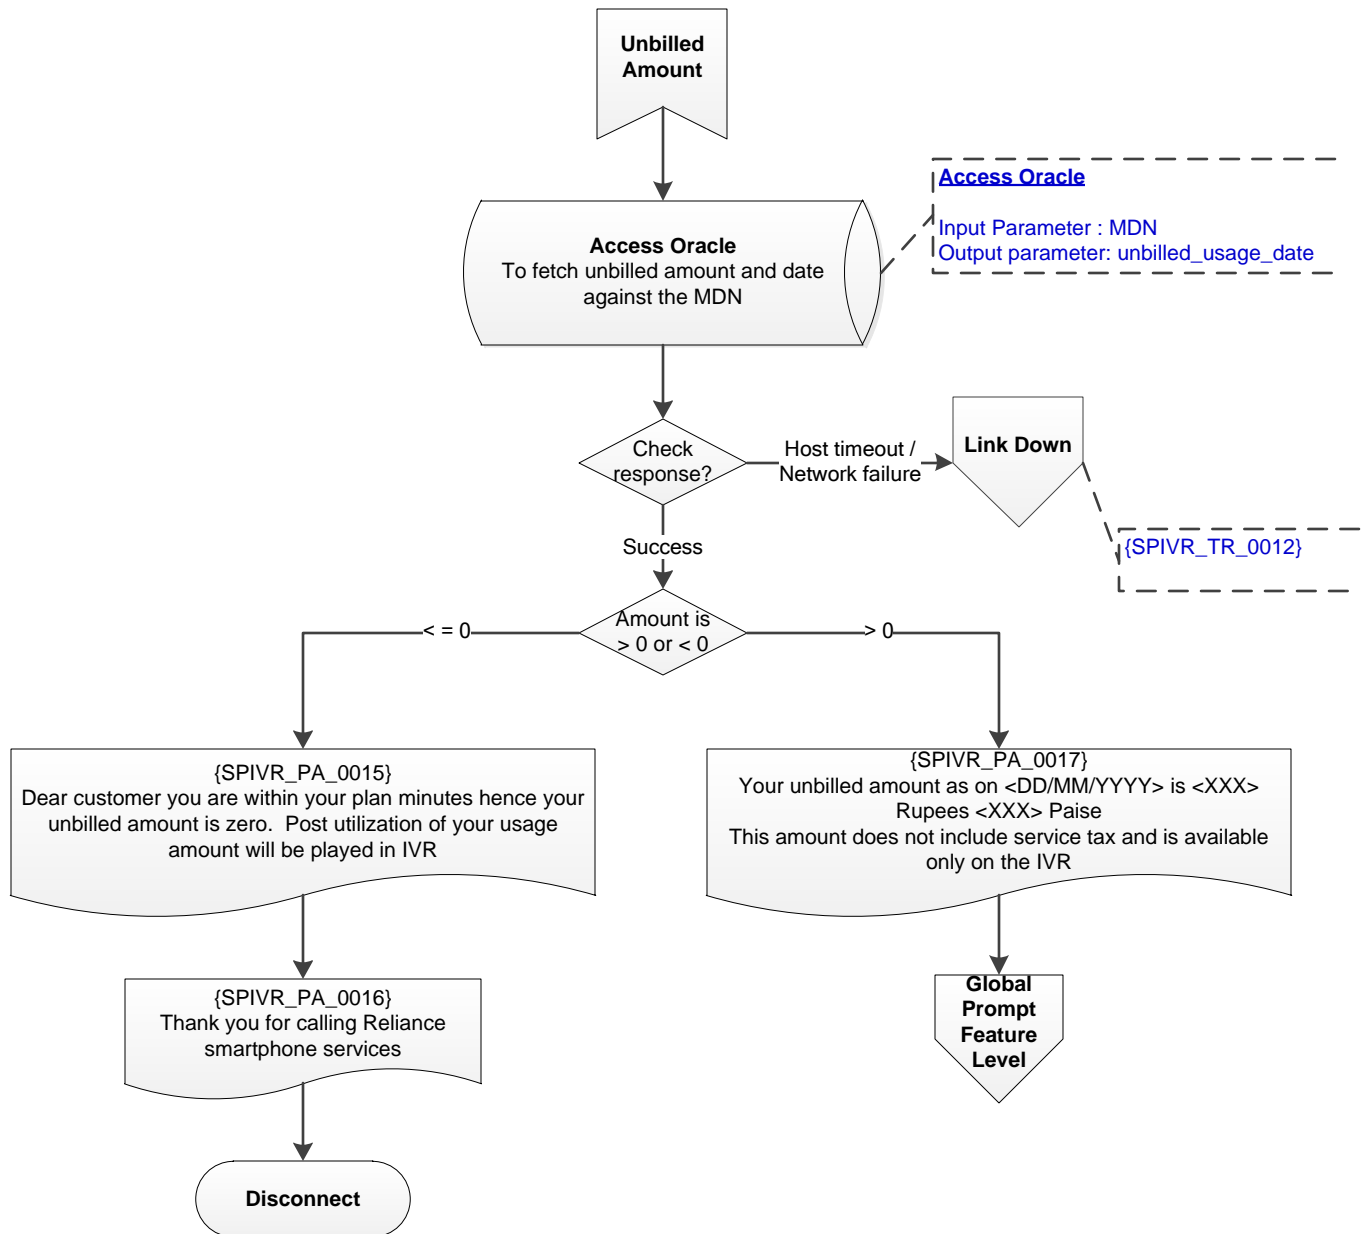 Unbilled
Amount
Access Oracle
Input Parameter : MDN
Output parameter: unbilled_usage_date
Access Oracle
To fetch unbilled amount and date
against the MDN
Check
response?
Host timeout /
Network failure
Link Down
{SPIVR_TR_0012}
Success
Amount is
> 0 or < 0
< = 0
> 0
{SPIVR_PA_0015}
Dear customer you are within your plan minutes hence your
unbilled amount is zero.  Post utilization of your usage
amount will be played in IVR
{SPIVR_PA_0017}
Your unbilled amount as on <DD/MM/YYYY> is <XXX>
Rupees <XXX> Paise
This amount does not include service tax and is available
only on the IVR
{SPIVR_PA_0016}
Thank you for calling Reliance
smartphone services
Global
Prompt
Feature
Level
Disconnect